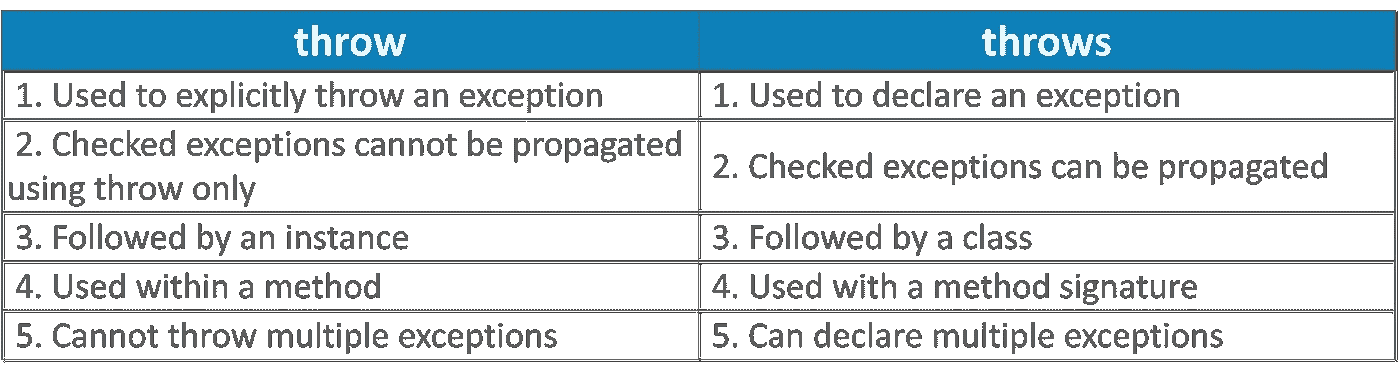 throw throws
1. Used to explicitly throw an exception 1. Used to declare an exception
2. Checked exceptions cannot be propagated
using throw only
2. Checked exceptions can be propagated
3. Followed by an instance 3. Followed by a class
4. Used within a method 4. Used with a method signature
5. Cannot throw multiple exceptions 5. Can declare multiple exceptions